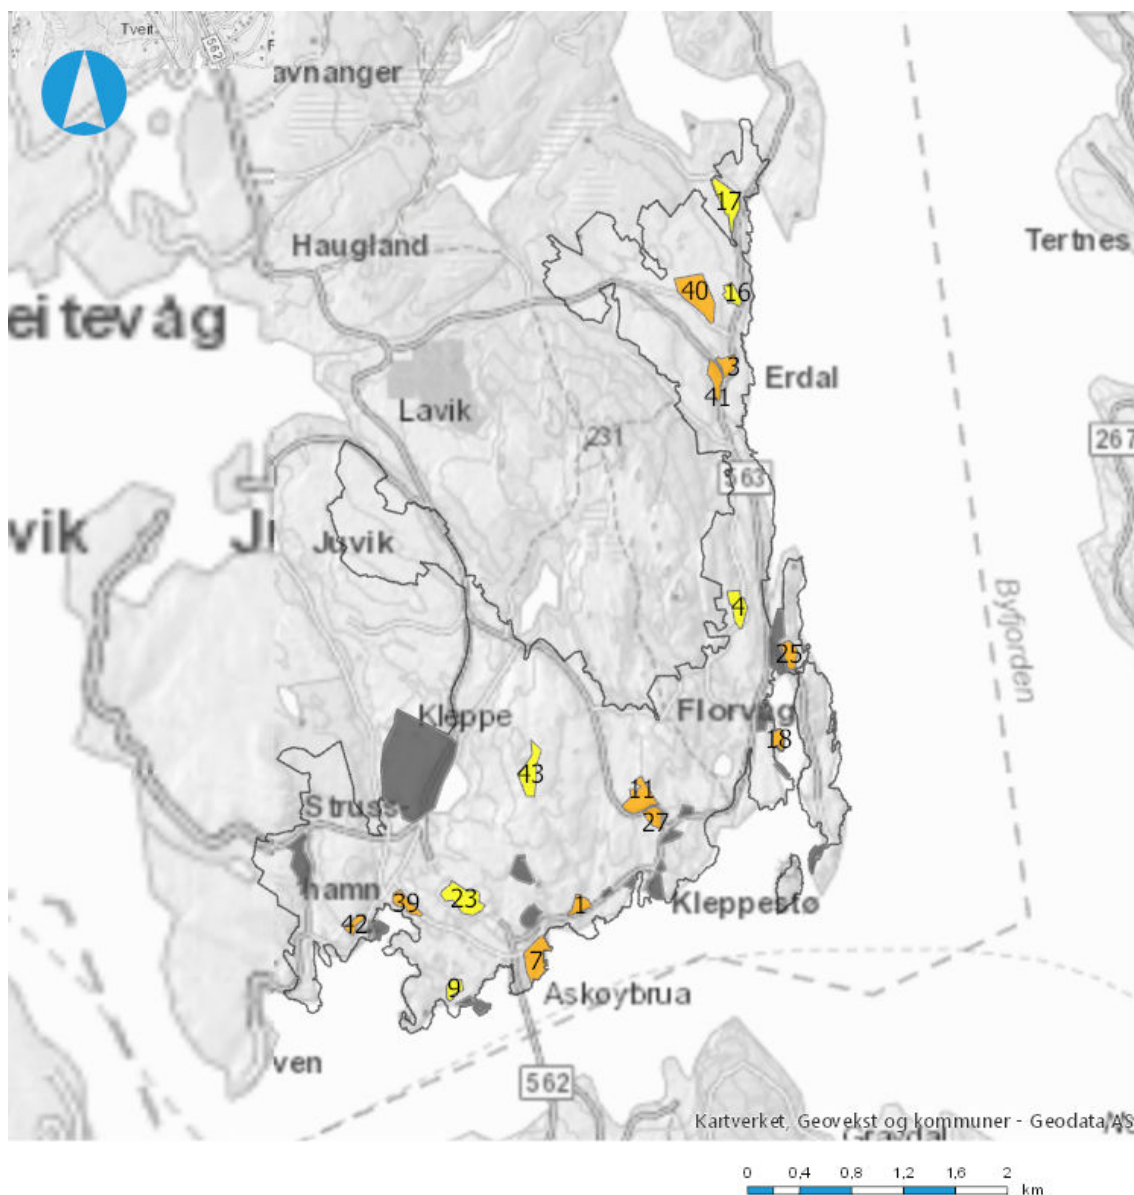 Tveit
562
F
avnanger
17
Haugland
Tertnes
40
16
eitevåg
3
Erdal
41
Lavik
231
267
563
vik
Ju
Juvik
4
Byfjorden
25
Kleppe
Florvåg
18
43
11
Struss-
27
hamn
39
23
1
Kleppestø
42
7
9
Askøybrua
ven
562
Kartverket, Geovekst og kommuner - Geodata AS
Gravdal
0 0,4 0,8 1,2 1,6 2
km